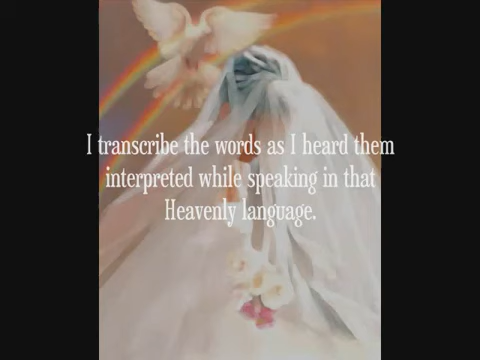 I transcribe the words as I heard them
interpreted while speaking in that
Heavenly language.